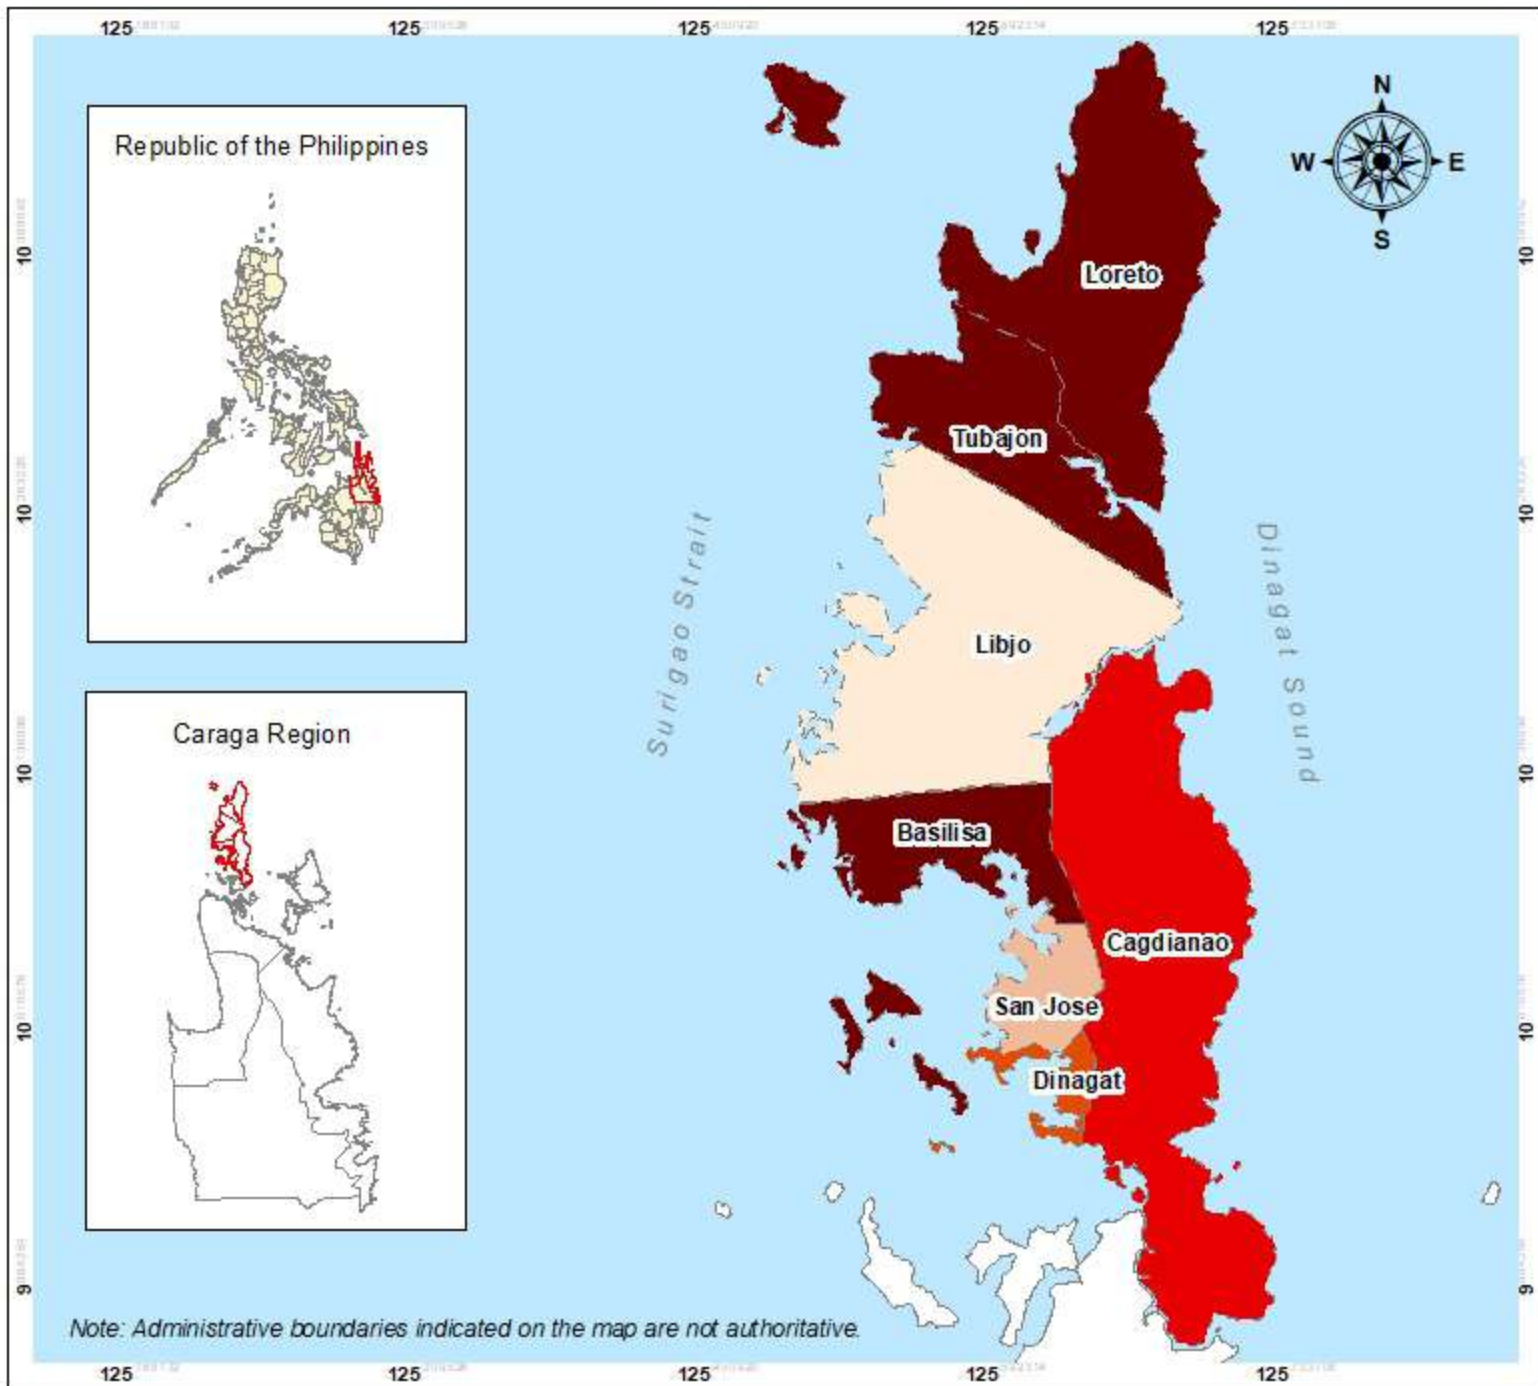 125 125 125 125 125
N
W E
S
Republic of the Philippines
10 10
Loreto
Tubajon
10 10
Surigao Strait
Dinagat Sound
Libjo
Caraga Region
10 10
Basilisa
Cagdianao
San Jose
10 10
Dinagat
9 9
Note: Administrative boundaries indicated on the map are not authoritative.
125 125 125 125 125